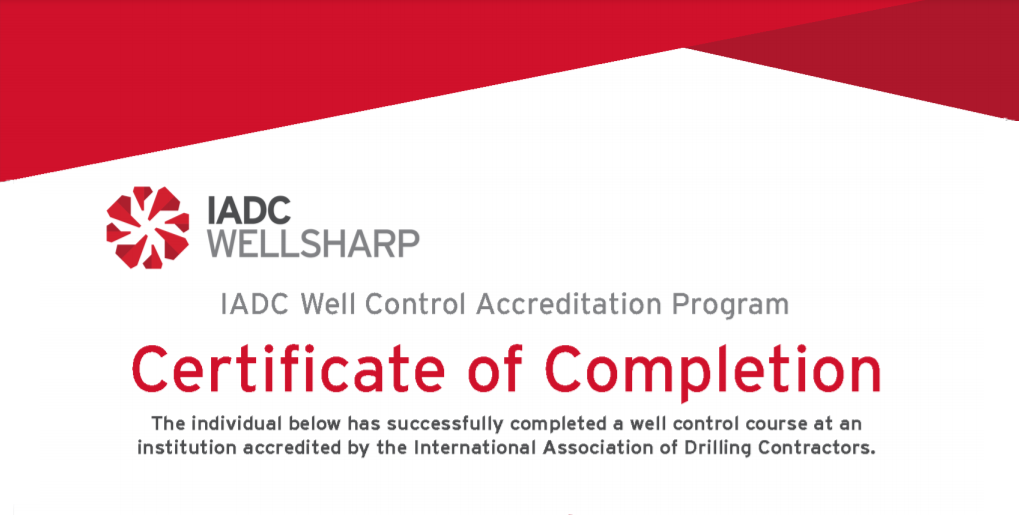 IADC
WELLSHARP
IADC Well Control Accreditation Program
Certificate of Completion
The individual below has successfully completed a well control course at an
institution accredited by the International Association of Drilling Contractors.